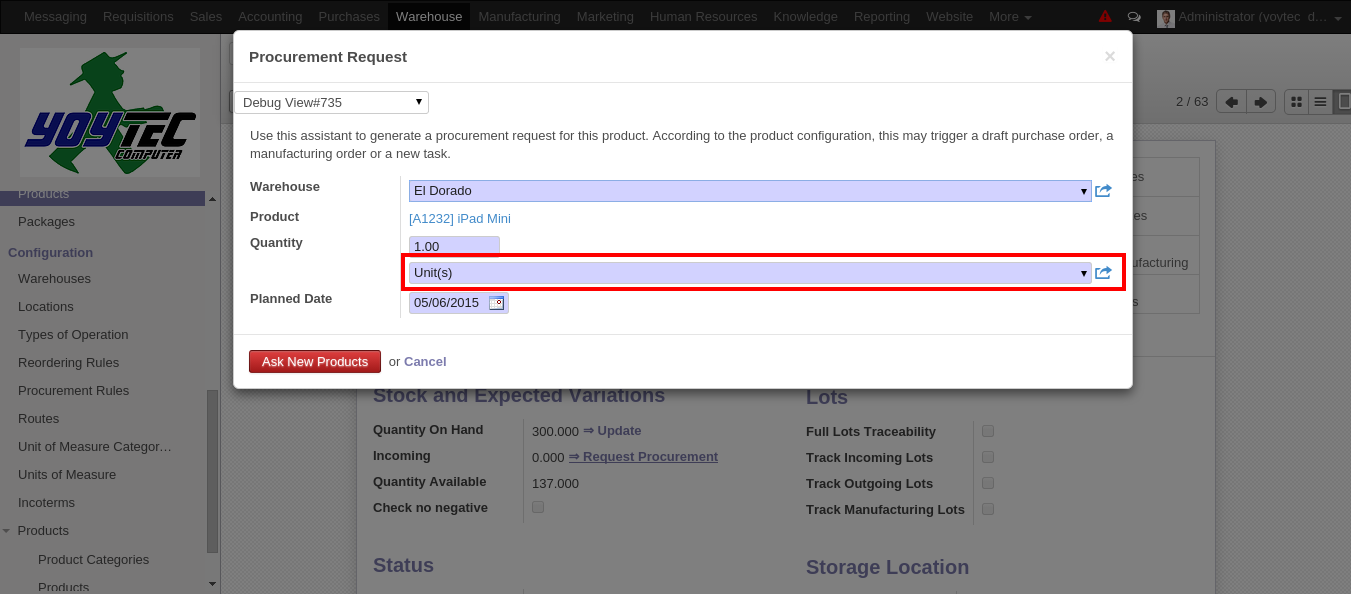 Messaging Requisitions Sales Accounting Purchases Warehouse Manufacturing Marketing Human Resources Knowledge Reporting Website More Administrator (yoytec_d...
Procurement Request ×
Debug View#735
2 / 63
Use this assistant to generate a procurement request for this product. According to the product configuration, this may trigger a draft purchase order, a
manufacturing order or a new task.
Warehouse El Dorado
Product [A1232] iPad Mini
Quantity 1.00
Unit(s)
Planned Date 05/06/2015
Ask New Products or Cancel
YOYTEC
COMPUTER
Products
Packages
Configuration
Warehouses
Locations
Types of Operation
Reordering Rules
Procurement Rules
Routes
Unit of Measure Categor...
Units of Measure
Incoterms
Products
Product Categories
Products
es
es
ufacturing
s
Stock and Expected Variations
Quantity On Hand 300.000 ⇒ Update
Incoming 0.000 ⇒ Request Procurement
Quantity Available 137.000
Check no negative
Status
Lots
Full Lots Traceability
Track Incoming Lots
Track Outgoing Lots
Track Manufacturing Lots
Storage Location